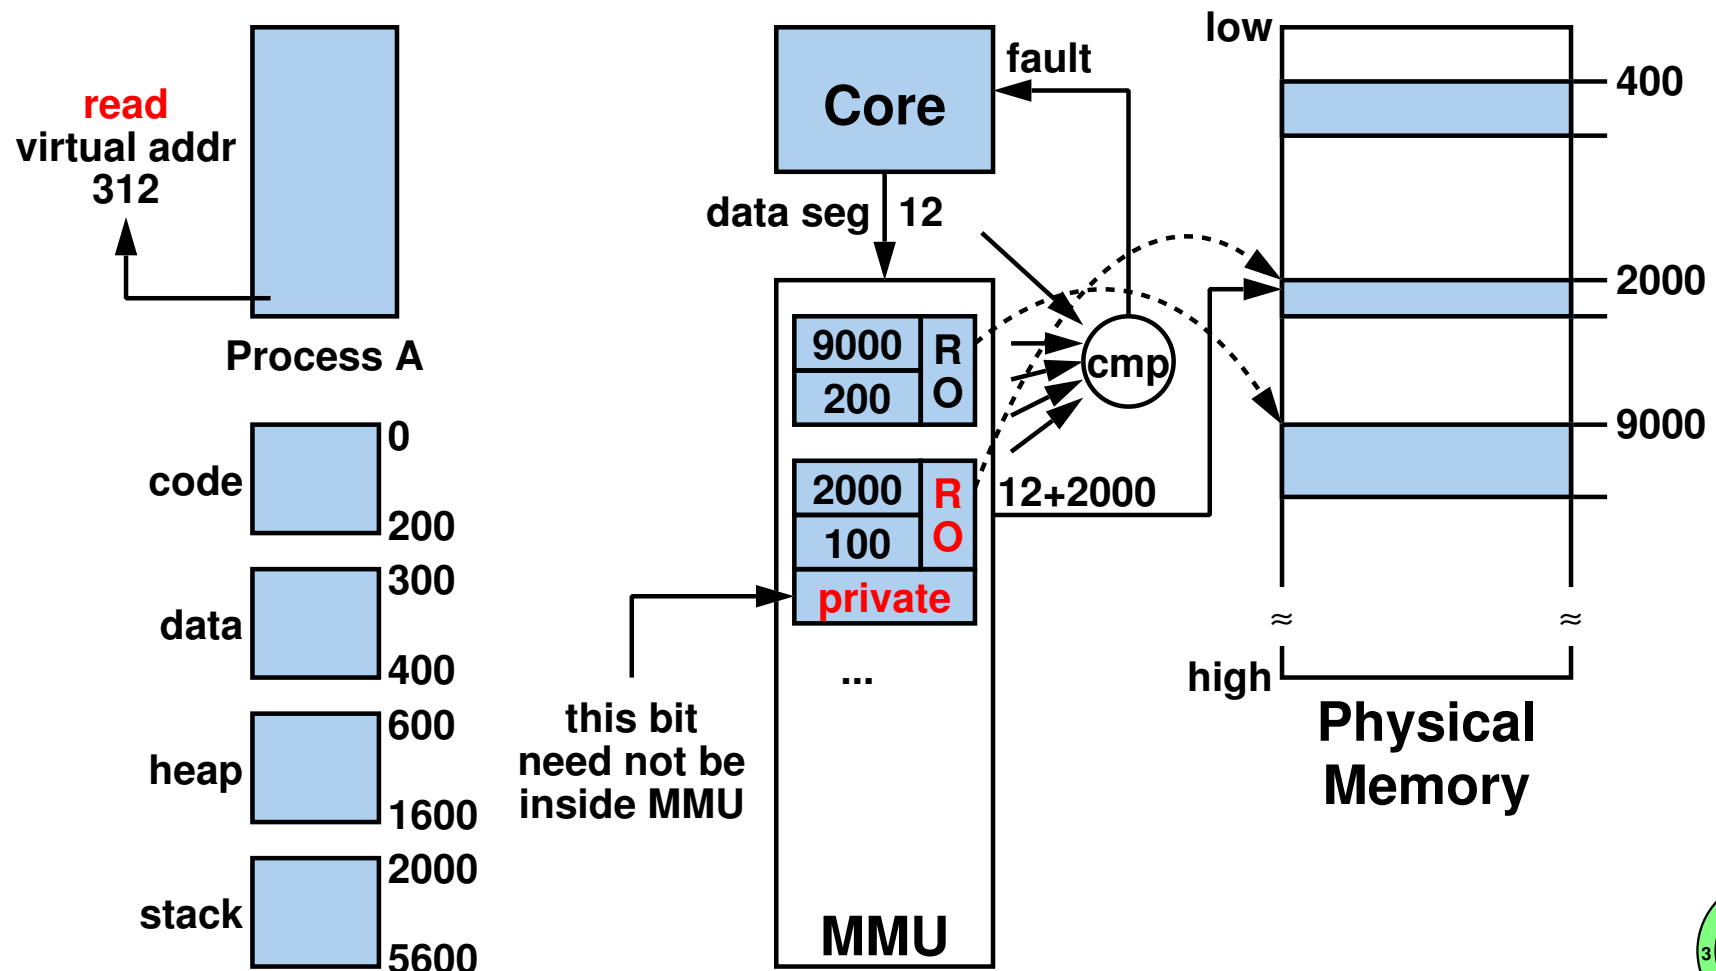 read
virtual addr
312
Process A
code
0
200
data
300
400
heap
600
1600
stack
2000
5600
Core
fault
data seg
12
9000
200
R
O
cmp
2000
100
R
O
private
12+2000
...
this bit
need not be
inside MMU
MMU
low
400
2000
9000
≈
≈
high
Physical
Memory
3